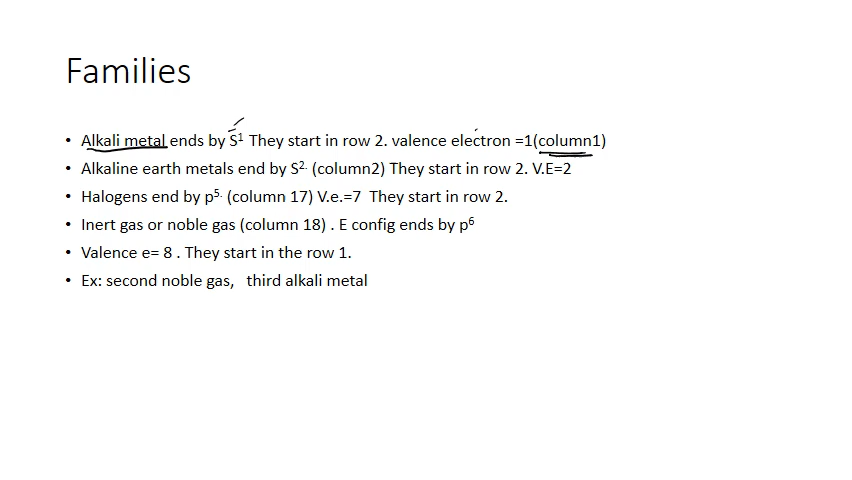 Families
• Alkali metal ends by S¹ They start in row 2. valence electron =1(column1)
• Alkaline earth metals end by S²· (column2) They start in row 2. V.E=2
• Halogens end by p⁵· (column 17) V.e.=7 They start in row 2.
• Inert gas or noble gas (column 18) . E config ends by p⁶
• Valence e= 8 . They start in the row 1.
• Ex: second noble gas, third alkali metal